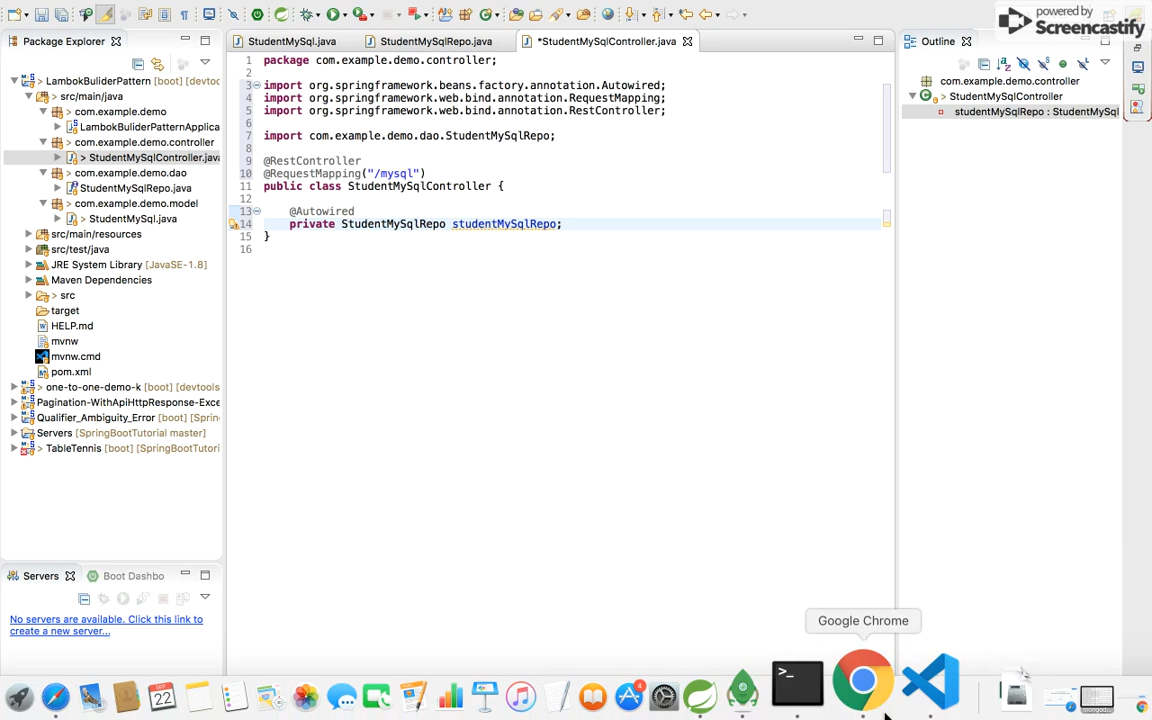 powered by
SCREENCASTIFY
Package Explorer
StudentMySql.java
StudentMySqlRepo.java
*StudentMySqlController.java
Outline
LambokBuliderPattern [boot] [devtoo
src/main/java
com.example.demo
LambokBuliderPatternApplica
com.example.demo.controller
> StudentMySqlController.java
com.example.demo.dao
StudentMySqlRepo.java
com.example.demo.model
StudentMySql.java
src/main/resources
src/test/java
JRE System Library [JavaSE-1.8]
Maven Dependencies
> src
target
HELP.md
mvnw
mvnw.cmd
pom.xml
> one-to-one-demo-k [boot] [devtools
Pagination-WithApiHttpResponse-Exce
Qualifier_Ambiguity_Error [boot] [Sprin
Servers [SpringBootTutorial master]
> TableTennis [boot] [SpringBootTutori
1 package com.example.demo.controller;
2
3 import org.springframework.beans.factory.annotation.Autowired;
4 import org.springframework.web.bind.annotation.RequestMapping;
5 import org.springframework.web.bind.annotation.RestController;
6
7 import com.example.demo.dao.StudentMySqlRepo;
8
9 @RestController
10 @RequestMapping("/mysql")
11 public class StudentMySqlController {
12
13 @Autowired
14 private StudentMySqlRepo studentMySqlRepo;
15 }
16
com.example.demo.controller
StudentMySqlController
studentMySqlRepo : StudentMySql
Servers
Boot Dashbo
No servers are available. Click this link to
create a new server...
Google Chrome
SEP
22
4